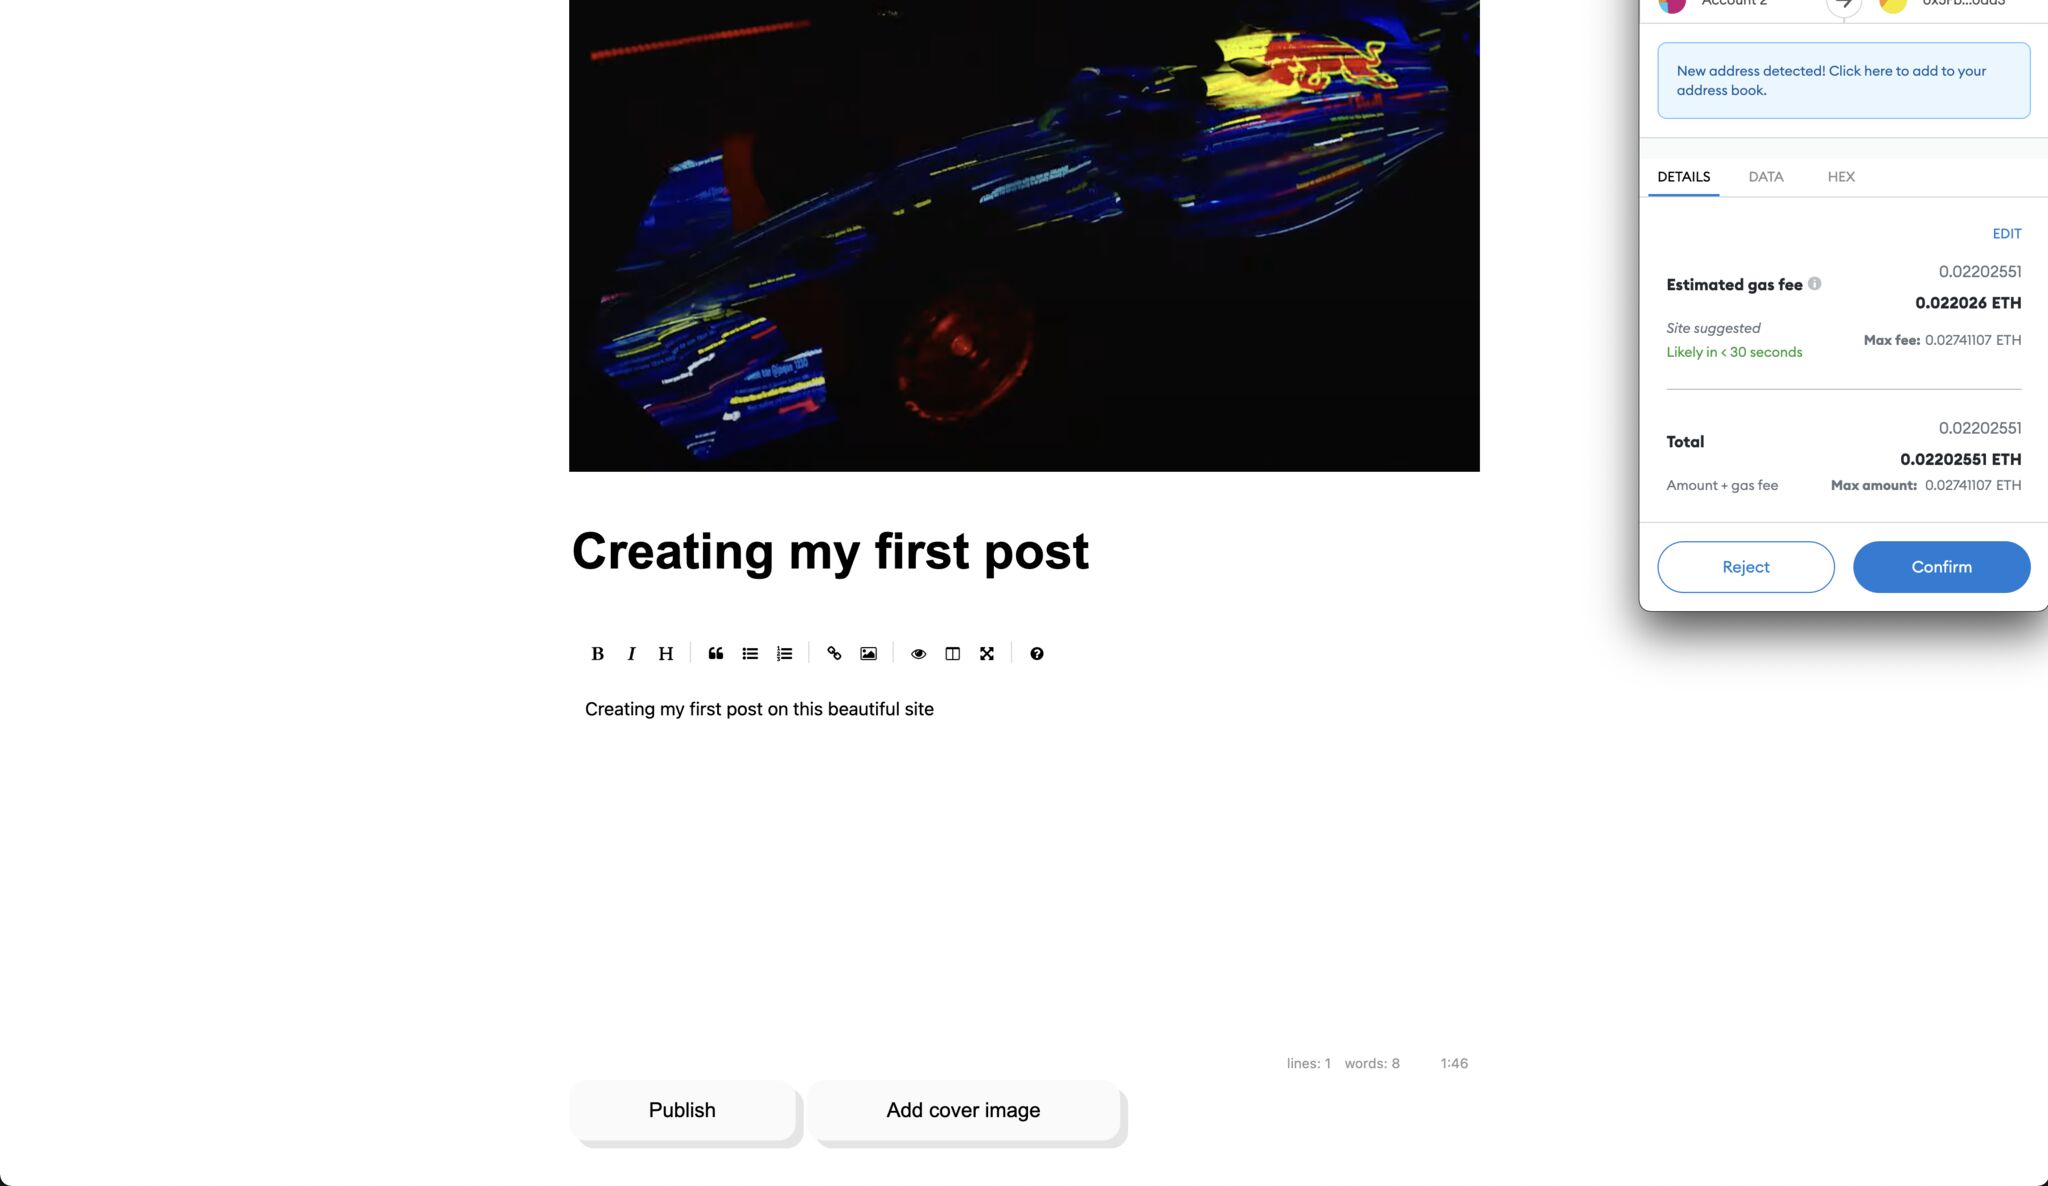 Account 2
New address detected! Click here to add to your
address book.
DETAILS DATA HEX
EDIT
Estimated gas fee
0.02202551
0.022026 ETH
Site suggested
Likely in < 30 seconds
Max fee: 0.02741107 ETH
Total
0.02202551
0.02202551 ETH
Amount + gas fee
Max amount: 0.02741107 ETH
Reject Confirm
Creating my first post
B I H
Creating my first post on this beautiful site
lines: 1 words: 8 1:46
Publish Add cover image